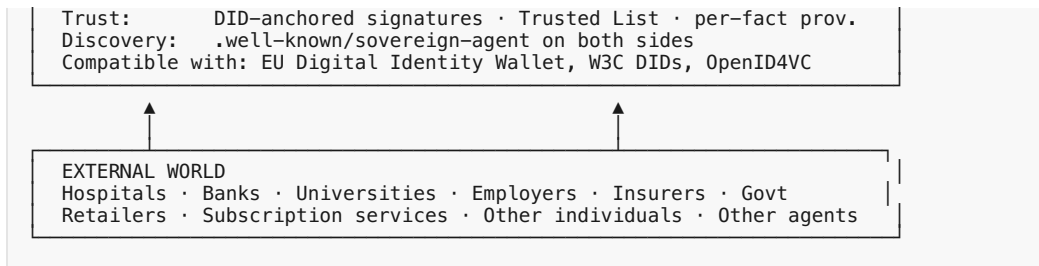 Trust: DID-anchored signatures · Trusted List · per-fact prov.
Discovery: .well-known/sovereign-agent on both sides
Compatible with: EU Digital Identity Wallet, W3C DIDs, OpenID4VC
EXTERNAL WORLD
Hospitals · Banks · Universities · Employers · Insurers · Govt
Retailers · Subscription services · Other individuals · Other agents